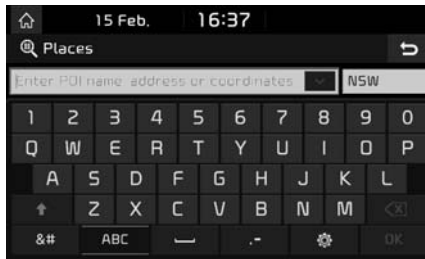 15 Feb. 16:37
Places
Enter POI name address or coordinates NSW
1 2 3 4 5 6 7 8 9 0
Q W E R T Y U I O P
A S D F G H J K L
Z X C V B N M
&# ABC .- OK